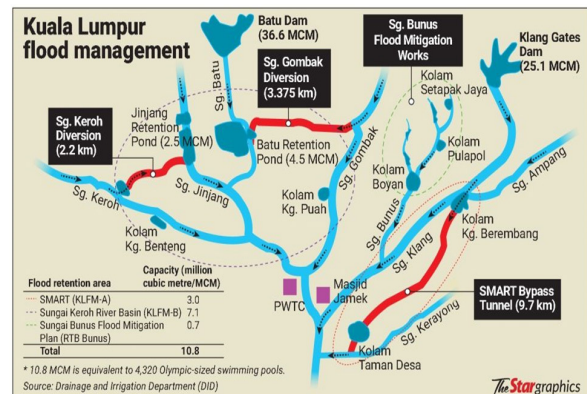 Kuala Lumpur
flood management
Batu Dam
(36.6 MCM)
Sg. Bunus
Flood Mitigation
Works
Klang Gates
Dam
(25.1 MCM)
Sg. Batu
Sg. Gombak
Diversion
(3.375 km)
Kolam
Setapak Jaya
Jinjang
Retention
Pond (2.5 MCM)
Sg. Keroh
Diversion
(2.2 km)
Batu Retention
Pond (4.5 MCM)
Sg. Gombak
Kolam
Pulapol
Kolam
Boyan
Sg. Ampang
Sg. Keroh
Sg. Jinjang
Kolam
Kg. Puah
Sg. Bunus
Kolam
Kg. Berembang
Kolam
Kg. Benteng
Sg. Klang
Flood retention area
Capacity (million
cubic metre/MCM)
SMART (KLFM-A) 3.0
Sungai Keroh River Basin (KLFM-B) 7.1
Sungai Bunus Flood Mitigation 0.7
Plan (RTB Bunus)
Total 10.8
PWTC
Masjid
Jamek
SMART Bypass
Tunnel (9.7 km)
Sg. Kerayong
Kolam
Taman Desa
* 10.8 MCM is equivalent to 4,320 Olympic-sized swimming pools.
Source: Drainage and Irrigation Department (DID)
TheStargraphics